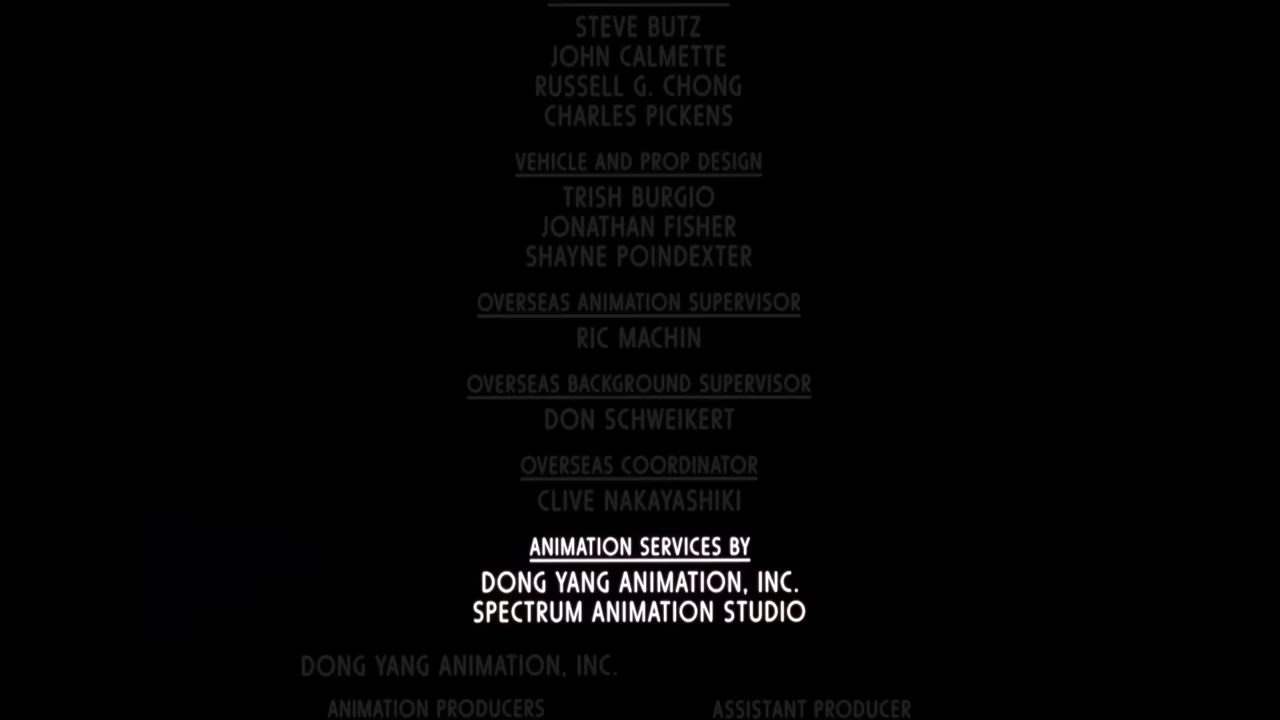 STEVE BUTZ
JOHN CALMETTE
RUSSELL G. CHONG
CHARLES PICKENS
VEHICLE AND PROP DESIGN
TRISH BURGIO
JONATHAN FISHER
SHAYNE POINDEXTER
OVERSEAS ANIMATION SUPERVISOR
RIC MACHIN
OVERSEAS BACKGROUND SUPERVISOR
DON SCHWEIKERT
OVERSEAS COORDINATOR
CLIVE NAKAYASHIKI
ANIMATION SERVICES BY
DONG YANG ANIMATION, INC.
SPECTRUM ANIMATION STUDIO
DONG YANG ANIMATION, INC.
ANIMATION PRODUCERS ASSISTANT PRODUCER